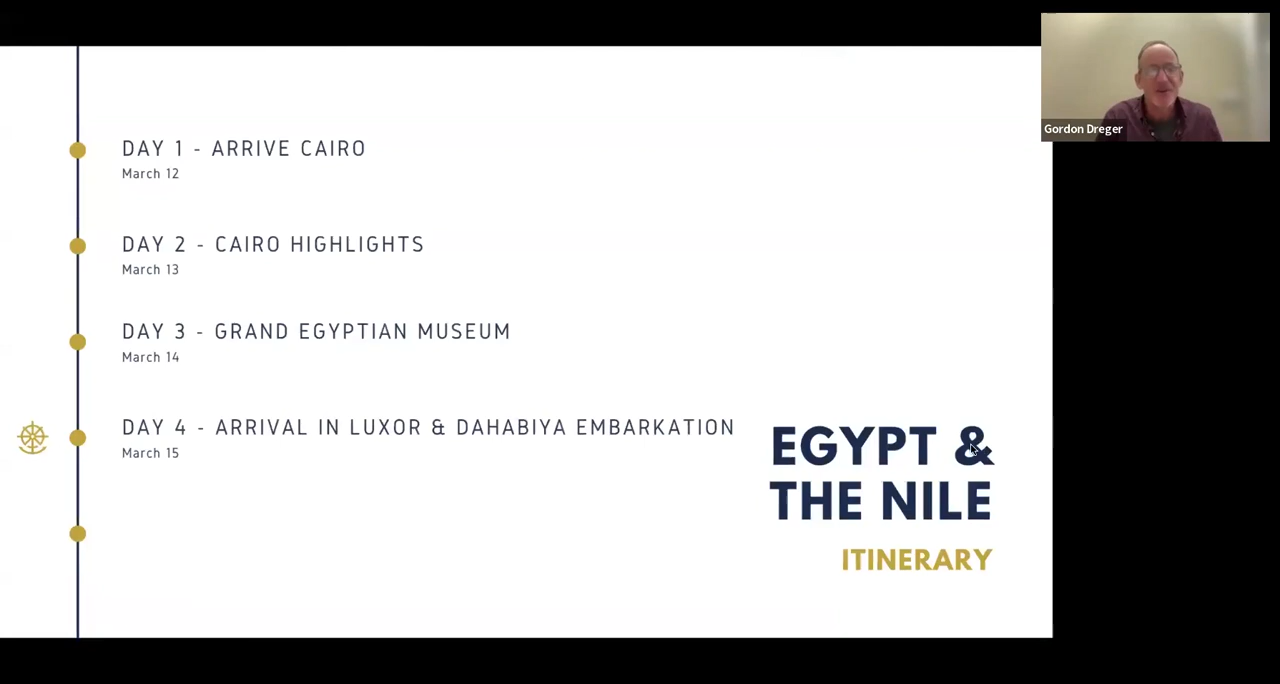 Gordon Dreger
DAY 1 - ARRIVE CAIRO
March 12
DAY 2 - CAIRO HIGHLIGHTS
March 13
DAY 3 - GRAND EGYPTIAN MUSEUM
March 14
DAY 4 - ARRIVAL IN LUXOR & DAHABIYA EMBARKATION
March 15
EGYPT &
THE NILE
ITINERARY